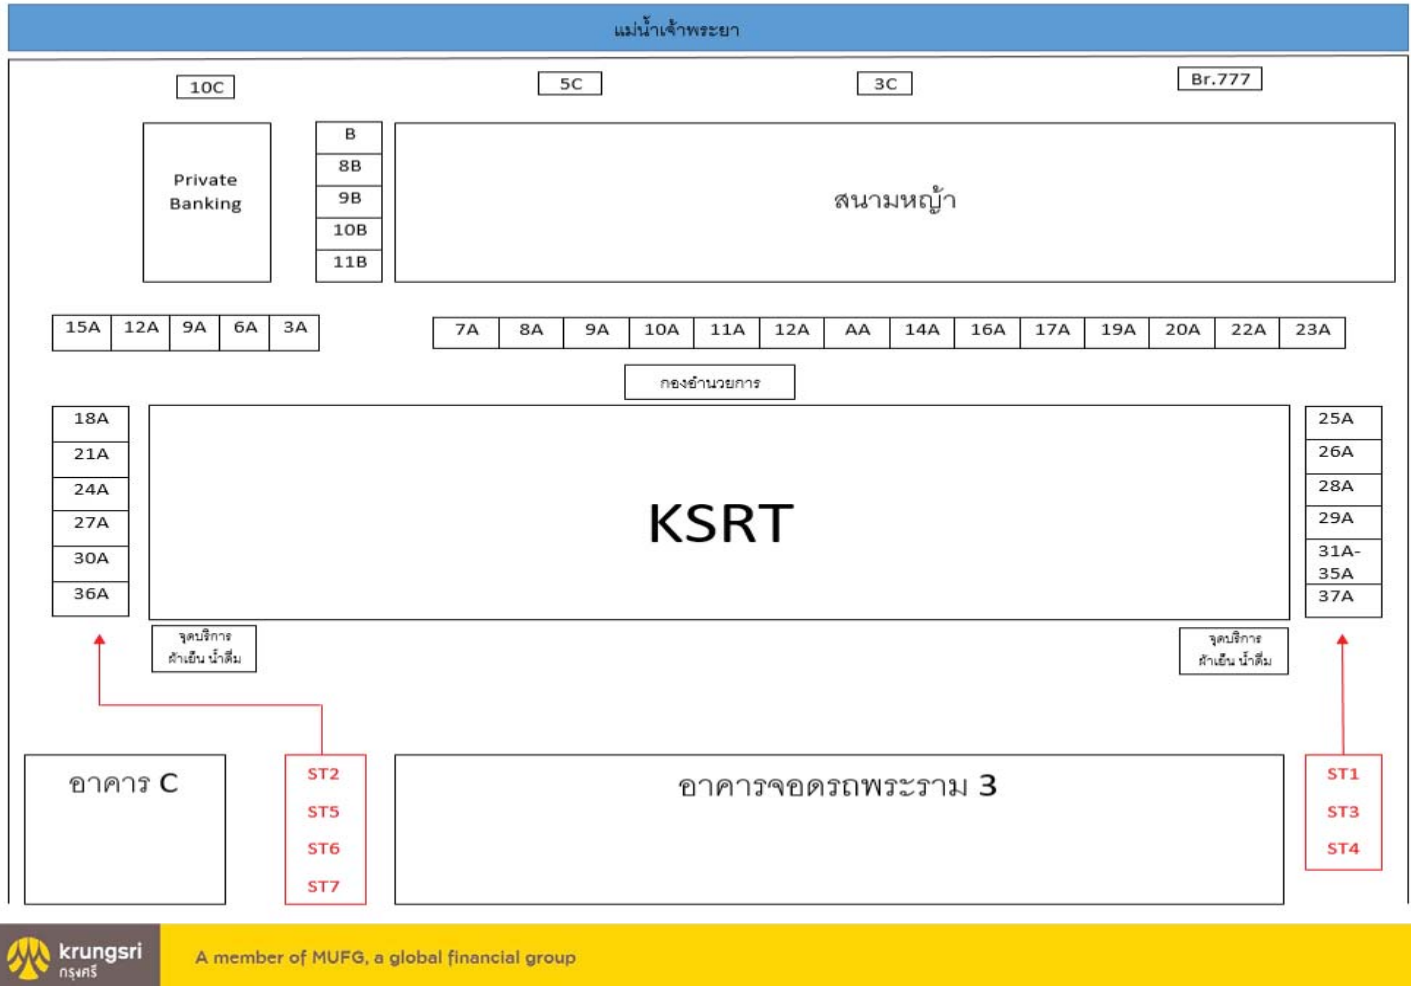 แม่น้ำเจ้าพระยา
10C
5C
3C
Br.777
Private
Banking
B
8B
9B
10B
11B
สนามหญ้า
15A 12A 9A 6A 3A
7A 8A 9A 10A 11A 12A AA 14A 16A 17A 19A 20A 22A 23A
กองอำนวยการ
18A
21A
24A
27A
30A
36A
KSRT
25A
26A
28A
29A
31A-
35A
37A
จุดบริการ
ผ้าเย็น น้ำดื่ม
จุดบริการ
ผ้าเย็น น้ำดื่ม
อาคาร C
ST2
ST5
ST6
ST7
อาคารจอดรถพระราม 3
ST1
ST3
ST4
krungsri
กรุงศรี
A member of MUFG, a global financial group